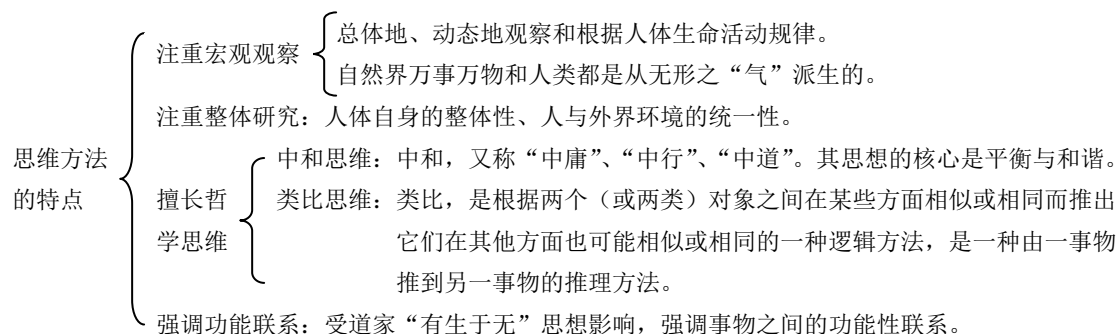 总体地、动态地观察和根据人体生命活动规律。
注重宏观观察
自然界万事万物和人类都是从无形之“气”派生的。
注重整体研究：人体自身的整体性、人与外界环境的统一性。
思维方法
的特点
中和思维：中和，又称“中庸”、“中行”、“中道”。其思想的核心是平衡与和谐。
擅长哲
学思维
类比思维：类比，是根据两个（或两类）对象之间在某些方面相似或相同而推出
它们在其他方面也可能相似或相同的一种逻辑方法，是一种由一事物
推到另一事物的推理方法。
强调功能联系：受道家“有生于无”思想影响，强调事物之间的功能性联系。